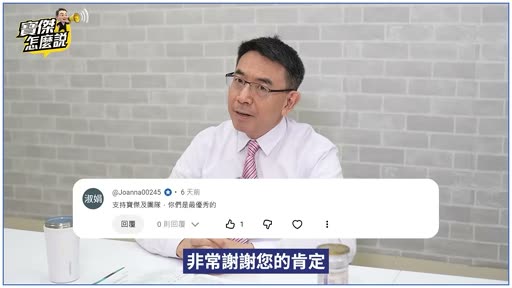 寶傑
怎麼說
淑娟
@Joanna00245 • 6 天前
支持寶傑及團隊，你們是最優秀的
回覆
0 則回覆
1
非常謝謝您的肯定